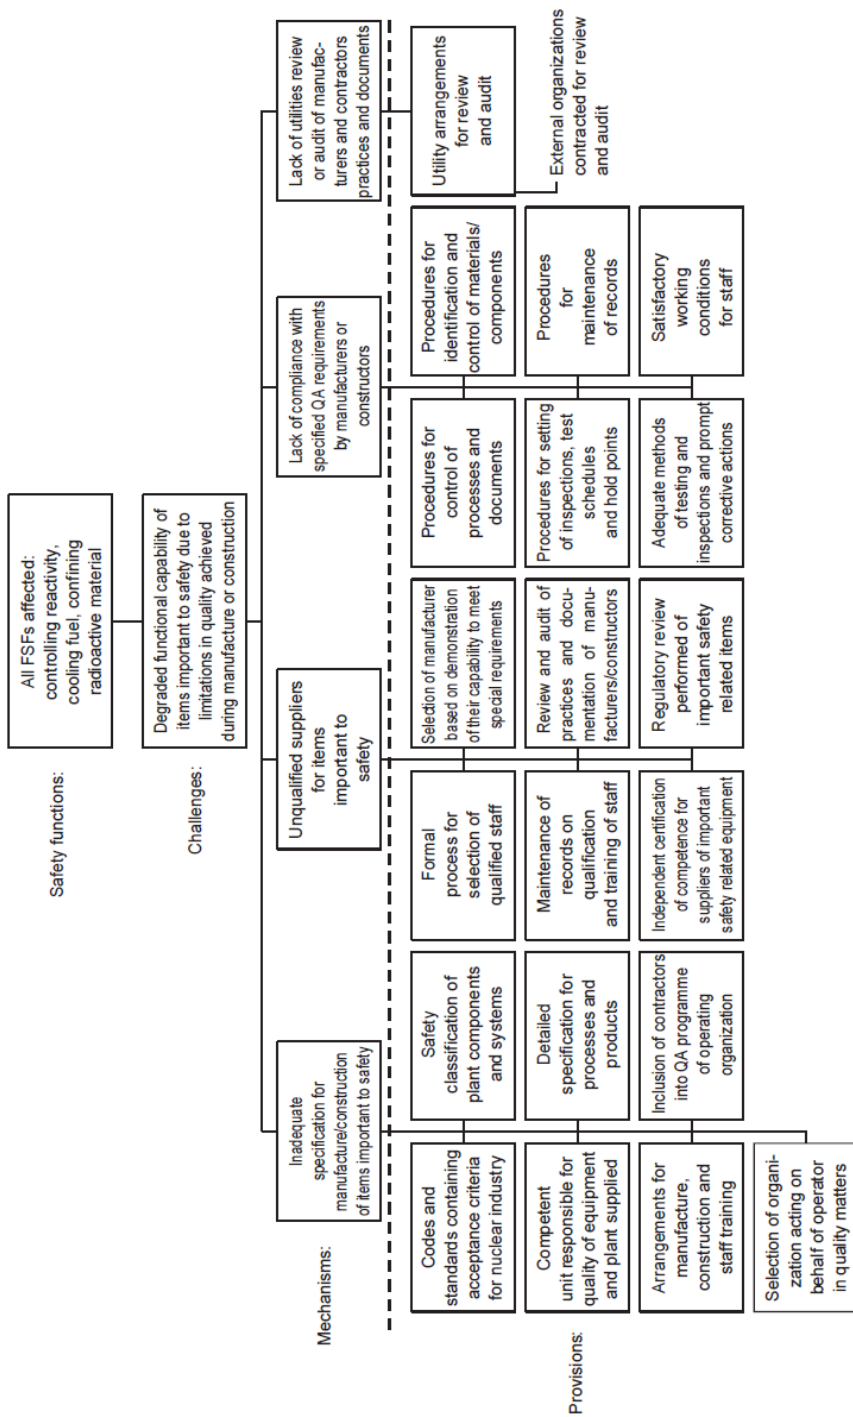 Safety functions:
All FSFs affected:
controlling reactivity,
cooling fuel, confining
radioactive material
Challenges:
Degraded functional capability of
items important to safety due to
limitations in quality achieved
during manufacture or construction
Mechanisms:
Inadequate
specification for
manufacture/construction
of items important to safety
Unqualified suppliers
for items
important to
safety
Lack of compliance with
specified QA requirements
by manufacturers or
constructors
Lack of utilities review
or audit of manufac-
turers and contractors
practices and documents
Provisions:
Codes and
standards containing
acceptance criteria
for nuclear industry
Safety
classification of
plant components
and systems
Formal
process for
selection of
qualified staff
Selection of manufacturer
based on demonstration
of their capability to meet
special requirements
Procedures for
control of
processes and
documents
Procedures for
identification and
control of materials/
components
Utility arrangements
for review
and audit
Competent
unit responsible for
quality of equipment
and plant supplied
Detailed
specification for
processes and
products
Maintenance of
records on
qualification
and training of staff
Review and audit of
practices and docu-
mentation of manu-
facturers/constructors
Procedures for setting
of inspections, test
schedules
and hold points
Procedures
for
maintenance
of records
External organizations
contracted for review
and audit
Arrangements for
manufacture,
construction and
staff training
Inclusion of contractors
into QA programme
of operating
organization
Independent certification
of competence for
suppliers of important
safety related equipment
Regulatory review
performed of
important safety
related items
Adequate methods
of testing and
inspections and prompt
corrective actions
Satisfactory
working
conditions
for staff
Selection of organi-
zation acting on
behalf of operator
in quality matters